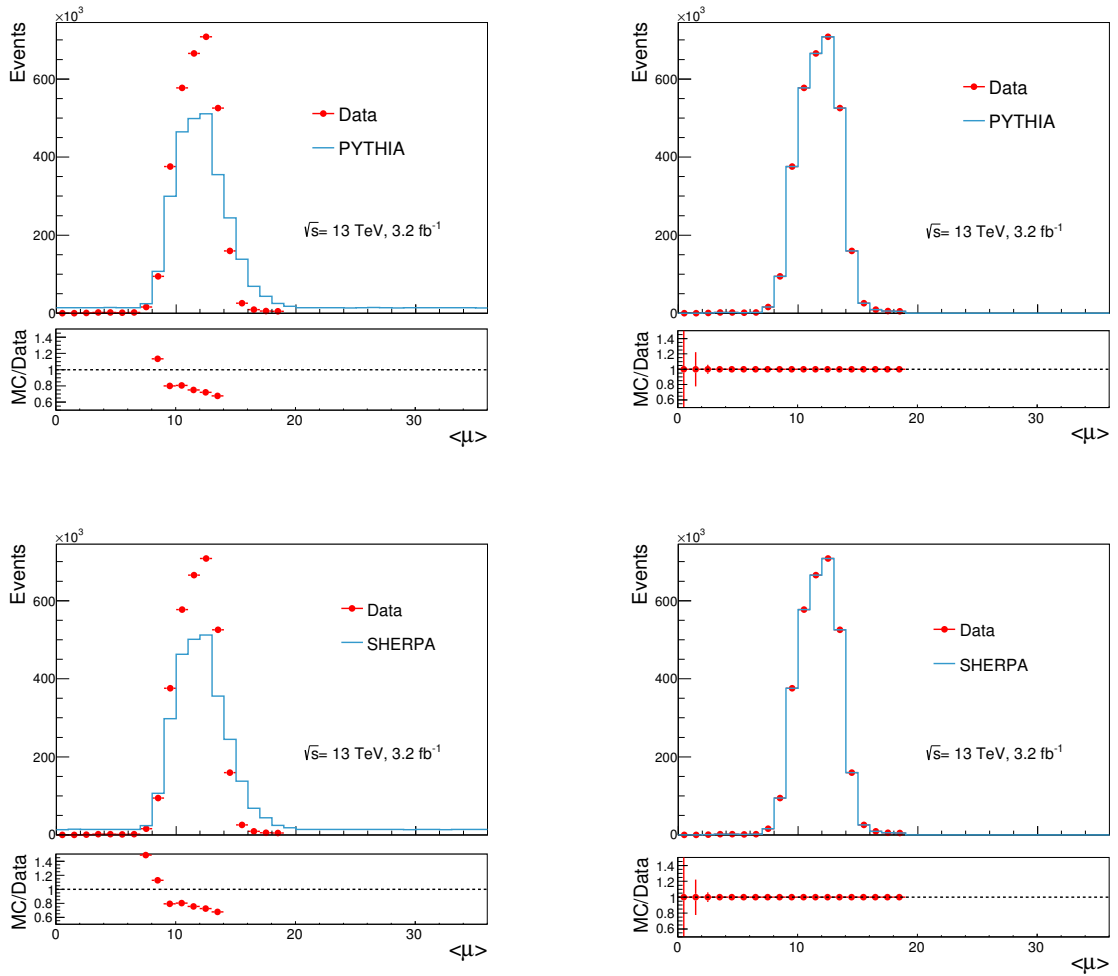 ×10³
Events
600
400
200
0
Data
PYTHIA
√s= 13 TeV, 3.2 fb⁻¹
MC/Data
1.4
1.2
1
0.8
0.6
0 10 20 30
<μ>
×10³
Events
600
400
200
0
Data
PYTHIA
√s= 13 TeV, 3.2 fb⁻¹
MC/Data
1.4
1.2
1
0.8
0.6
0 10 20 30
<μ>
×10³
Events
600
400
200
0
Data
SHERPA
√s= 13 TeV, 3.2 fb⁻¹
MC/Data
1.4
1.2
1
0.8
0.6
0 10 20 30
<μ>
×10³
Events
600
400
200
0
Data
SHERPA
√s= 13 TeV, 3.2 fb⁻¹
MC/Data
1.4
1.2
1
0.8
0.6
0 10 20 30
<μ>